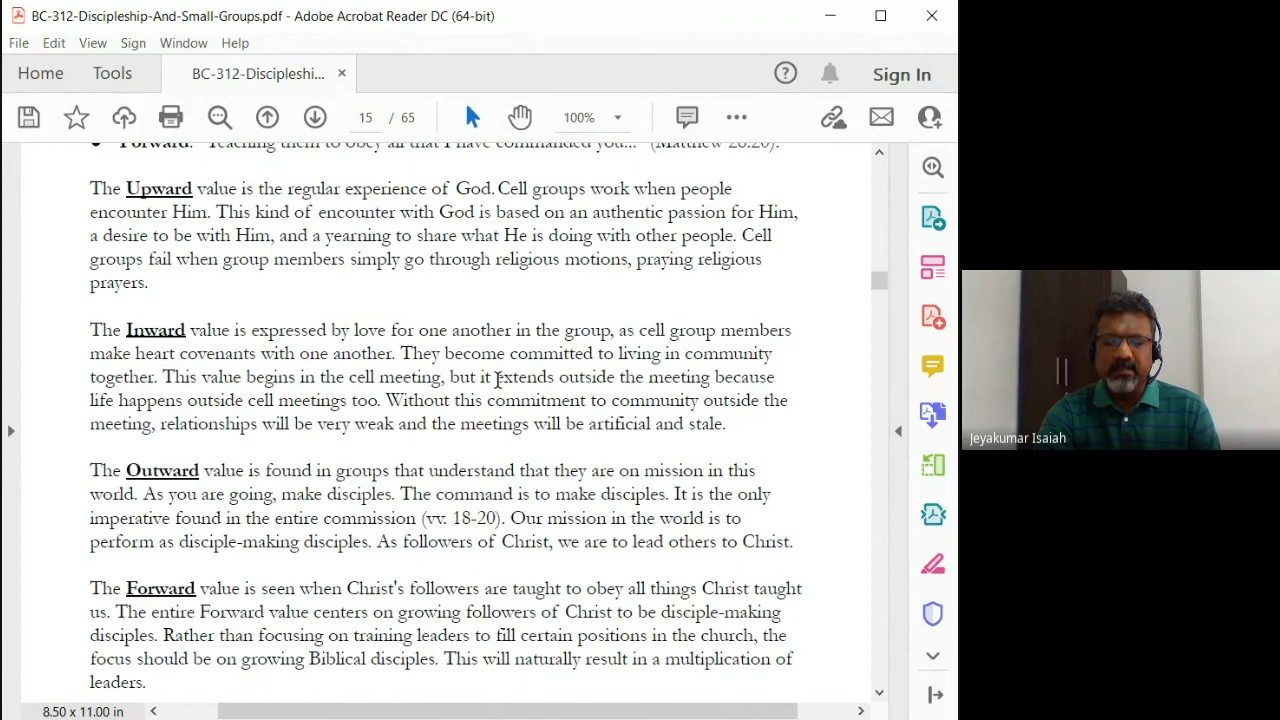 BC-312-Discipleship-And-Small-Groups.pdf - Adobe Acrobat Reader DC (64-bit)
File Edit View Sign Window Help
Home Tools BC-312-Discipleshi... × Sign In
15 / 65 100%
• Forward: "Teaching them to obey all that I have commanded you..." (Matthew 28:20).
The Upward value is the regular experience of God. Cell groups work when people
encounter Him. This kind of encounter with God is based on an authentic passion for Him,
a desire to be with Him, and a yearning to share what He is doing with other people. Cell
groups fail when group members simply go through religious motions, praying religious
prayers.
The Inward value is expressed by love for one another in the group, as cell group members
make heart covenants with one another. They become committed to living in community
together. This value begins in the cell meeting, but it extends outside the meeting because
life happens outside cell meetings too. Without this commitment to community outside the
meeting, relationships will be very weak and the meetings will be artificial and stale.
The Outward value is found in groups that understand that they are on mission in this
world. As you are going, make disciples. The command is to make disciples. It is the only
imperative found in the entire commission (vv. 18-20). Our mission in the world is to
perform as disciple-making disciples. As followers of Christ, we are to lead others to Christ.
The Forward value is seen when Christ's followers are taught to obey all things Christ taught
us. The entire Forward value centers on growing followers of Christ to be disciple-making
disciples. Rather than focusing on training leaders to fill certain positions in the church, the
focus should be on growing Biblical disciples. This will naturally result in a multiplication of
leaders.
8.50 x 11.00 in
Jeyakumar Isaiah